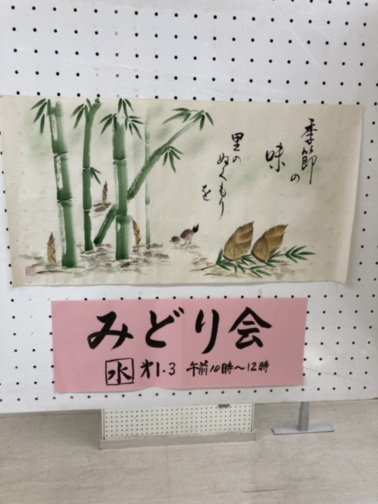 季節の
味
里の
ぬくもり
を
みどり会
水 オ1・3 午前10時～12時